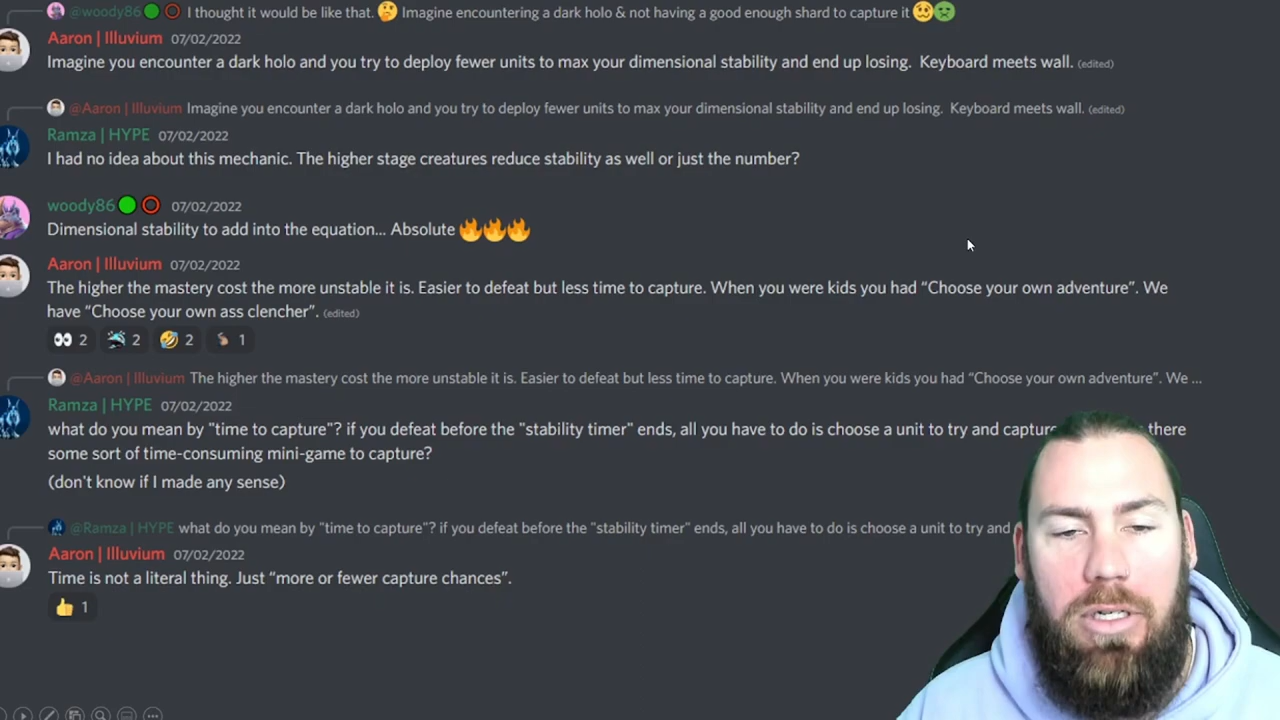 @woody86 I thought it would be like that. 🤔 Imagine encountering a dark holo & not having a good enough shard to capture it 🥴🤢
Aaron | Illuvium 07/02/2022
Imagine you encounter a dark holo and you try to deploy fewer units to max your dimensional stability and end up losing. Keyboard meets wall. (edited)
@Aaron | Illuvium Imagine you encounter a dark holo and you try to deploy fewer units to max your dimensional stability and end up losing. Keyboard meets wall. (edited)
Ramza | HYPE 07/02/2022
I had no idea about this mechanic. The higher stage creatures reduce stability as well or just the number?
woody86 07/02/2022
Dimensional stability to add into the equation... Absolute 🔥🔥🔥
Aaron | Illuvium 07/02/2022
The higher the mastery cost the more unstable it is. Easier to defeat but less time to capture. When you were kids you had “Choose your own adventure”. We
have “Choose your own ass clencher”. (edited)
2 2 2 1
@Aaron | Illuvium The higher the mastery cost the more unstable it is. Easier to defeat but less time to capture. When you were kids you had “Choose your own adventure”. We ...
Ramza | HYPE 07/02/2022
what do you mean by "time to capture"? if you defeat before the "stability timer" ends, all you have to do is choose a unit to try and capture there
some sort of time-consuming mini-game to capture?
(don't know if I made any sense)
@Ramza | HYPE what do you mean by "time to capture"? if you defeat before the "stability timer" ends, all you have to do is choose a unit to try and
Aaron | Illuvium 07/02/2022
Time is not a literal thing. Just “more or fewer capture chances”.
👍 1